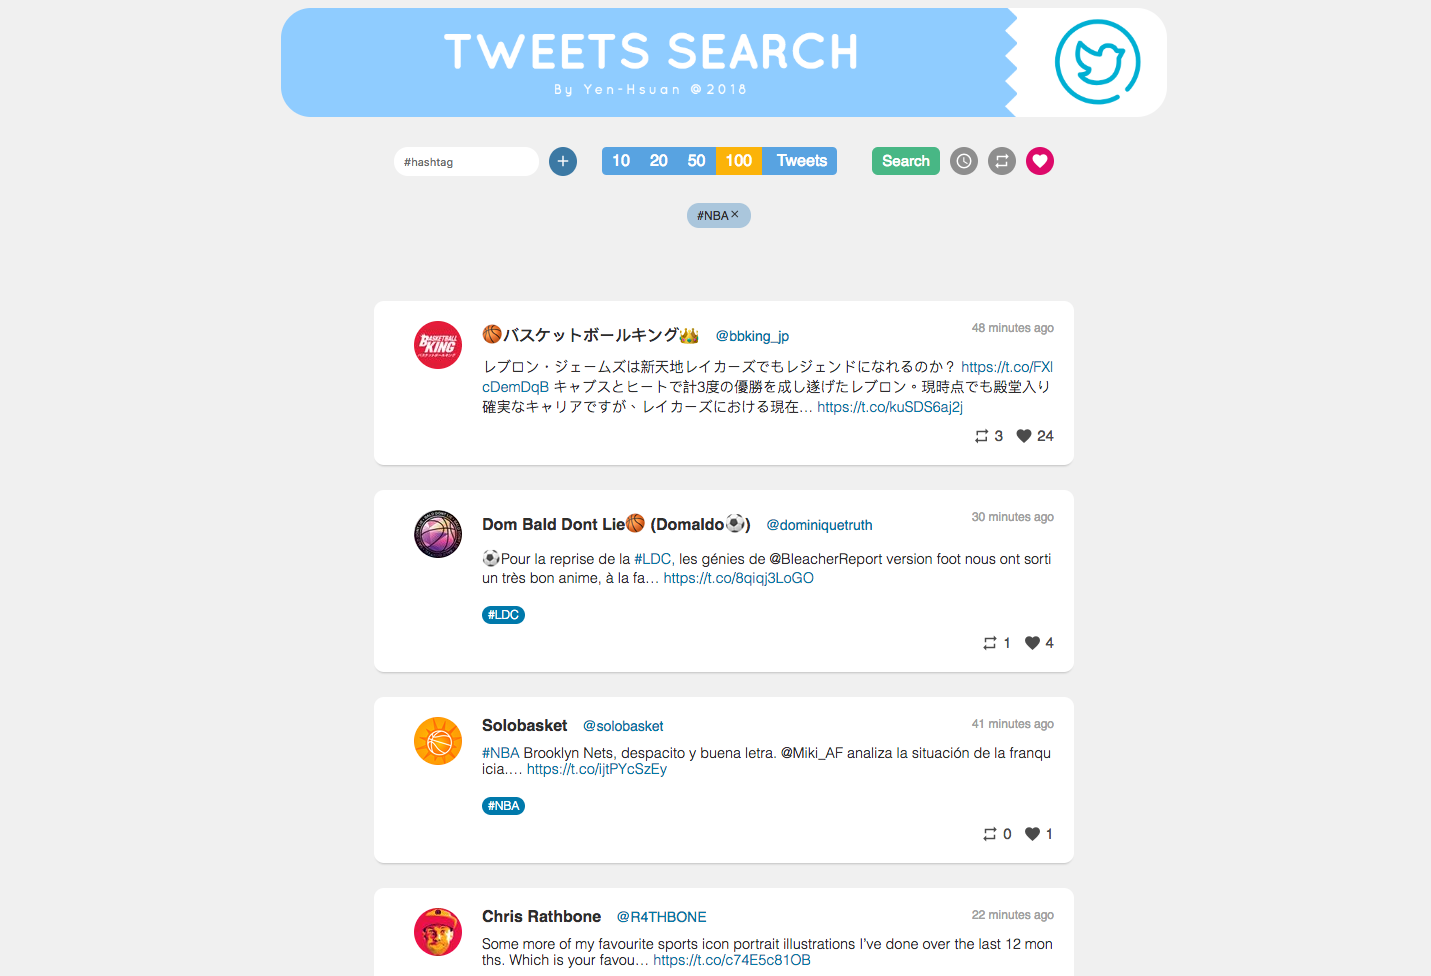 TWEETS SEARCH
By Yen-Hsuan @2018
#hashtag
+
10 20 50 100 Tweets
Search
#NBA×
BASKETBALL KING
🏀バスケットボールキング👑 @bbking_jp 48 minutes ago
レブロン・ジェームズは新天地レイカーズでもレジェンドになれるのか？ https://t.co/FXl
cDemDqB キャブスとヒートで計3度の優勝を成し遂げたレブロン。現時点でも殿堂入り
確実なキャリアですが、レイカーズにおける現在… https://t.co/kuSDS6aj2j
3 24
Dom Bald Dont Lie🏀 (Domaldo⚽) @dominiquetruth 30 minutes ago
⚽Pour la reprise de la #LDC, les génies de @BleacherReport version foot nous ont sorti
un très bon anime, à la fa… https://t.co/8qiqj3LoGO
#LDC
1 4
Solobasket @solobasket 41 minutes ago
#NBA Brooklyn Nets, despacito y buena letra. @Miki_AF analiza la situación de la franqu
icia.… https://t.co/ijtPYcSzEy
#NBA
0 1
Chris Rathbone @R4THBONE 22 minutes ago
Some more of my favourite sports icon portrait illustrations I've done over the last 12 mon
ths. Which is your favou… https://t.co/c74E5c81OB